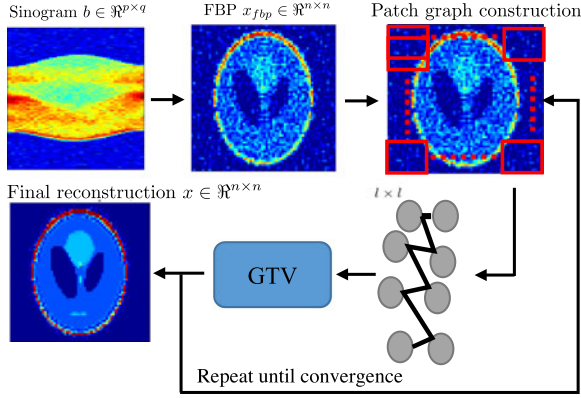 Sinogram b ∈ ℜ^{p×q}
FBP x_{fbp} ∈ ℜ^{n×n}
Patch graph construction
Final reconstruction x ∈ ℜ^{n×n}
l × l
GTV
Repeat until convergence